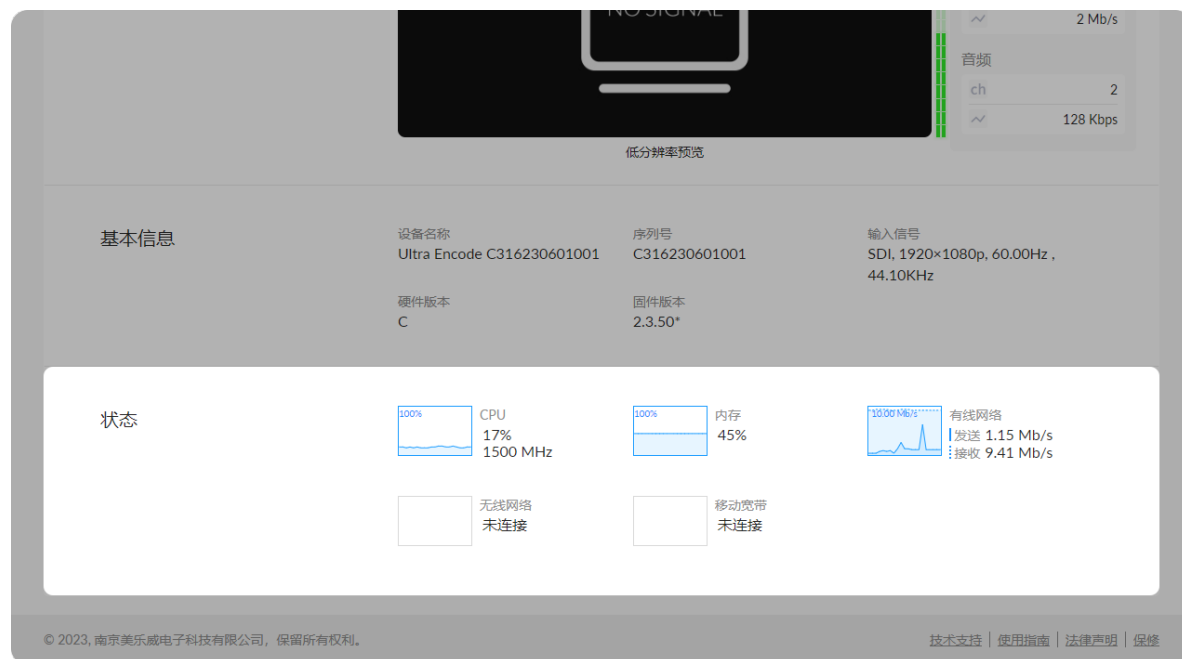 NO SIGNAL
2 Mb/s
音频
ch 2
128 Kbps
低分辨率预览
基本信息
设备名称
Ultra Encode C316230601001
序列号
C316230601001
输入信号
SDI, 1920×1080p, 60.00Hz ,
44.10KHz
硬件版本
C
固件版本
2.3.50*
状态
100%
CPU
17%
1500 MHz
100%
内存
45%
10.00 Mb/s
有线网络
发送 1.15 Mb/s
接收 9.41 Mb/s
无线网络
未连接
移动宽带
未连接
© 2023, 南京美乐威电子科技有限公司，保留所有权利。
技术支持 | 使用指南 | 法律声明 | 保修